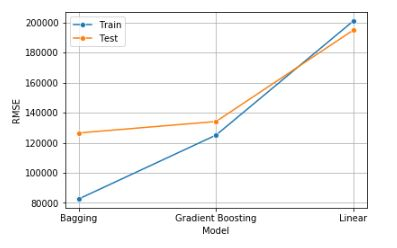 200000
180000
160000
140000
120000
100000
80000
RMSE
Train
Test
Bagging
Gradient Boosting
Linear
Model